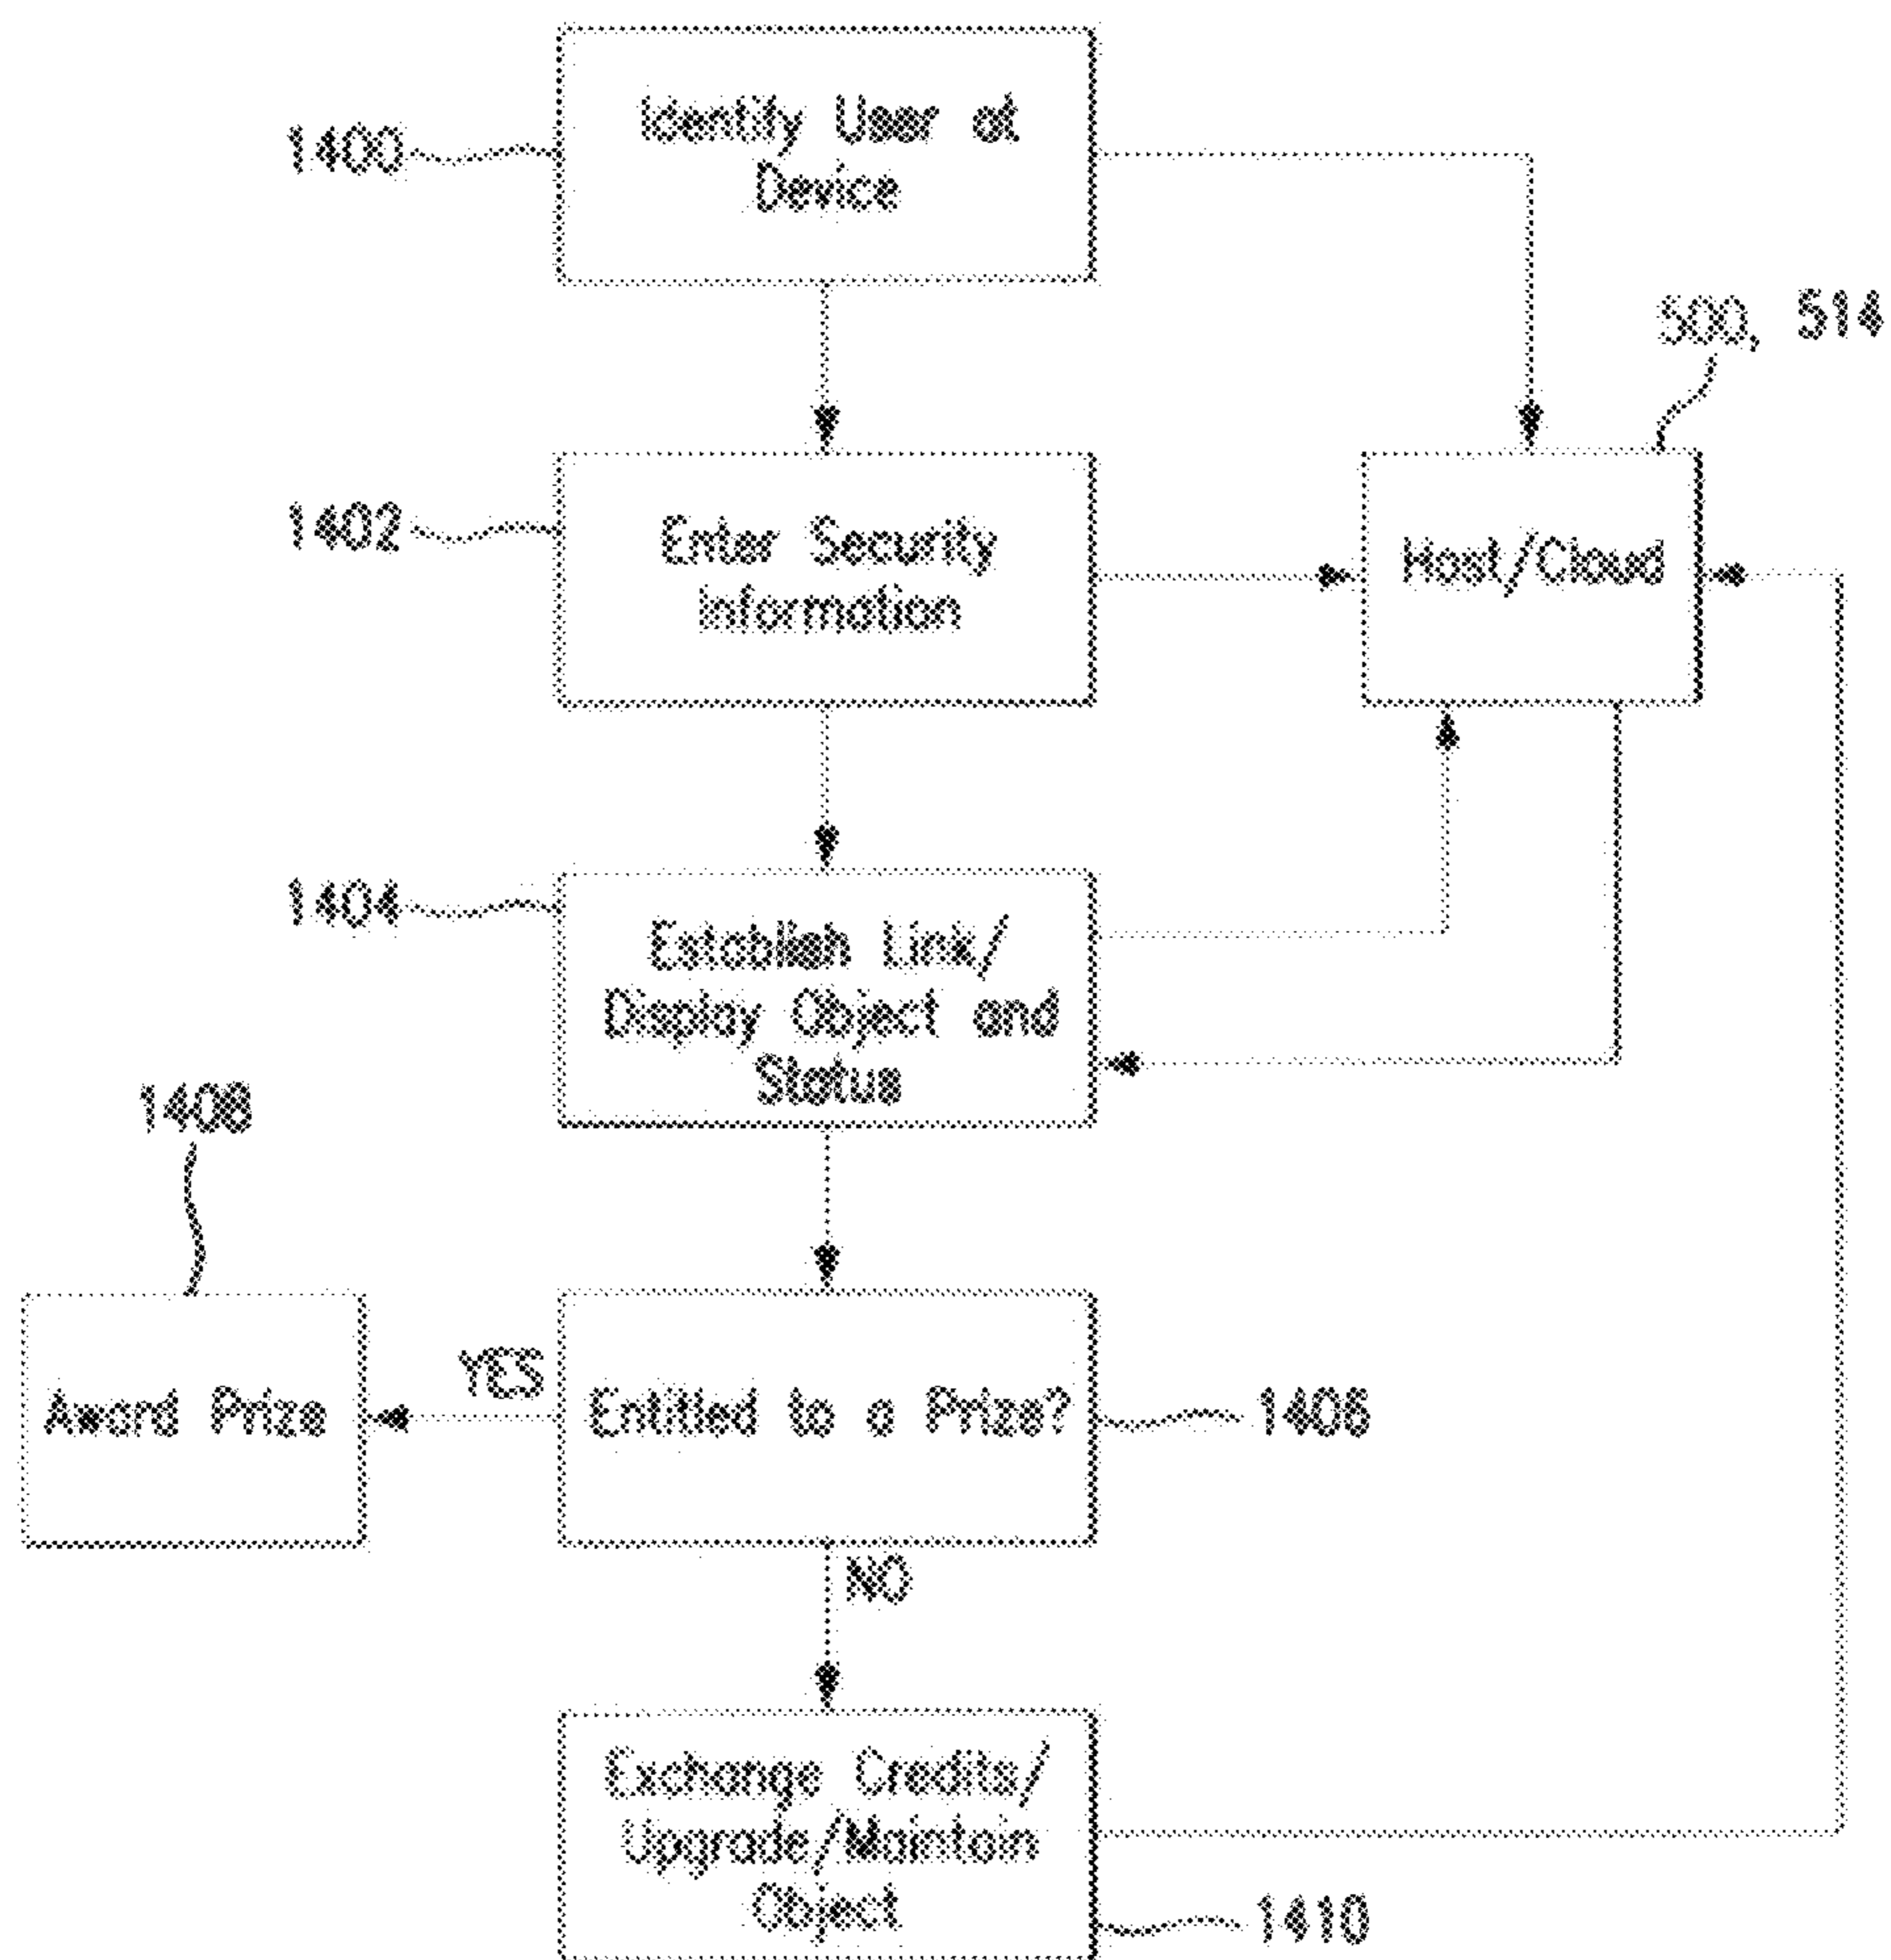 1400
Identify User at
Device
500, 514
1402
Enter Security
Information
Host/Cloud
1404
Establish Link/
Display Object and
Status
1408
Award Prize
YES
Entitled to a Prize?
1406
NO
Exchange Credits/
Upgrade/Maintain
Object
1410